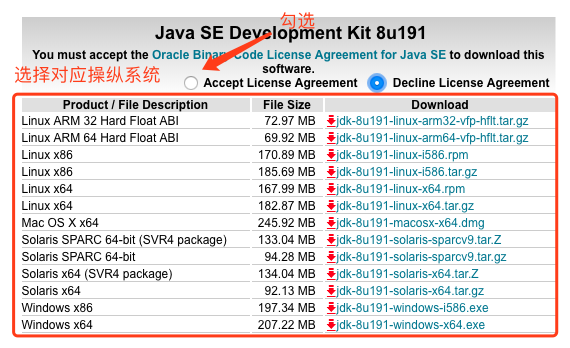 Java SE Development Kit 8u191
勾选
You must accept the Oracle Binary Code License Agreement for Java SE to download this
software.
选择对应操纵系统
Accept License Agreement Decline License Agreement
Product / File Description File Size Download
Linux ARM 32 Hard Float ABI 72.97 MB jdk-8u191-linux-arm32-vfp-hflt.tar.gz
Linux ARM 64 Hard Float ABI 69.92 MB jdk-8u191-linux-arm64-vfp-hflt.tar.gz
Linux x86 170.89 MB jdk-8u191-linux-i586.rpm
Linux x86 185.69 MB jdk-8u191-linux-i586.tar.gz
Linux x64 167.99 MB jdk-8u191-linux-x64.rpm
Linux x64 182.87 MB jdk-8u191-linux-x64.tar.gz
Mac OS X x64 245.92 MB jdk-8u191-macosx-x64.dmg
Solaris SPARC 64-bit (SVR4 package) 133.04 MB jdk-8u191-solaris-sparcv9.tar.Z
Solaris SPARC 64-bit 94.28 MB jdk-8u191-solaris-sparcv9.tar.gz
Solaris x64 (SVR4 package) 134.04 MB jdk-8u191-solaris-x64.tar.Z
Solaris x64 92.13 MB jdk-8u191-solaris-x64.tar.gz
Windows x86 197.34 MB jdk-8u191-windows-i586.exe
Windows x64 207.22 MB jdk-8u191-windows-x64.exe